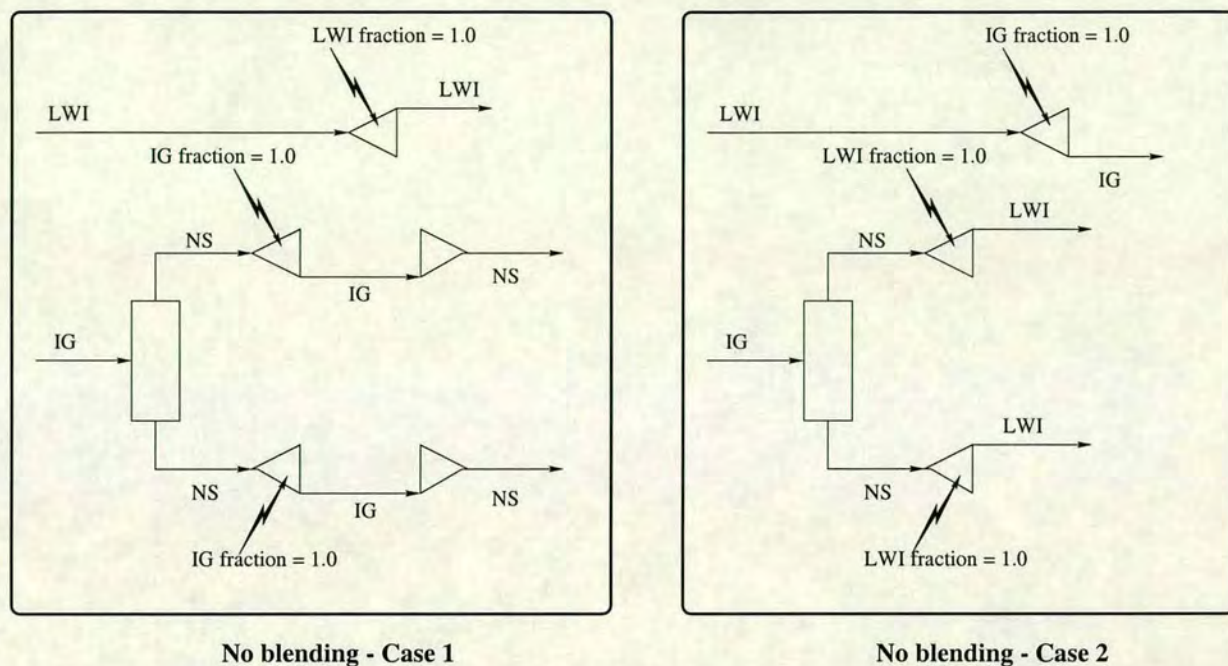 LWI fraction = 1.0
LWI
LWI
IG fraction = 1.0
NS
IG
NS
IG
NS
IG
NS
IG fraction = 1.0
No blending - Case 1
IG fraction = 1.0
LWI
LWI fraction = 1.0
IG
LWI
NS
IG
LWI
NS
LWI fraction = 1.0
No blending - Case 2